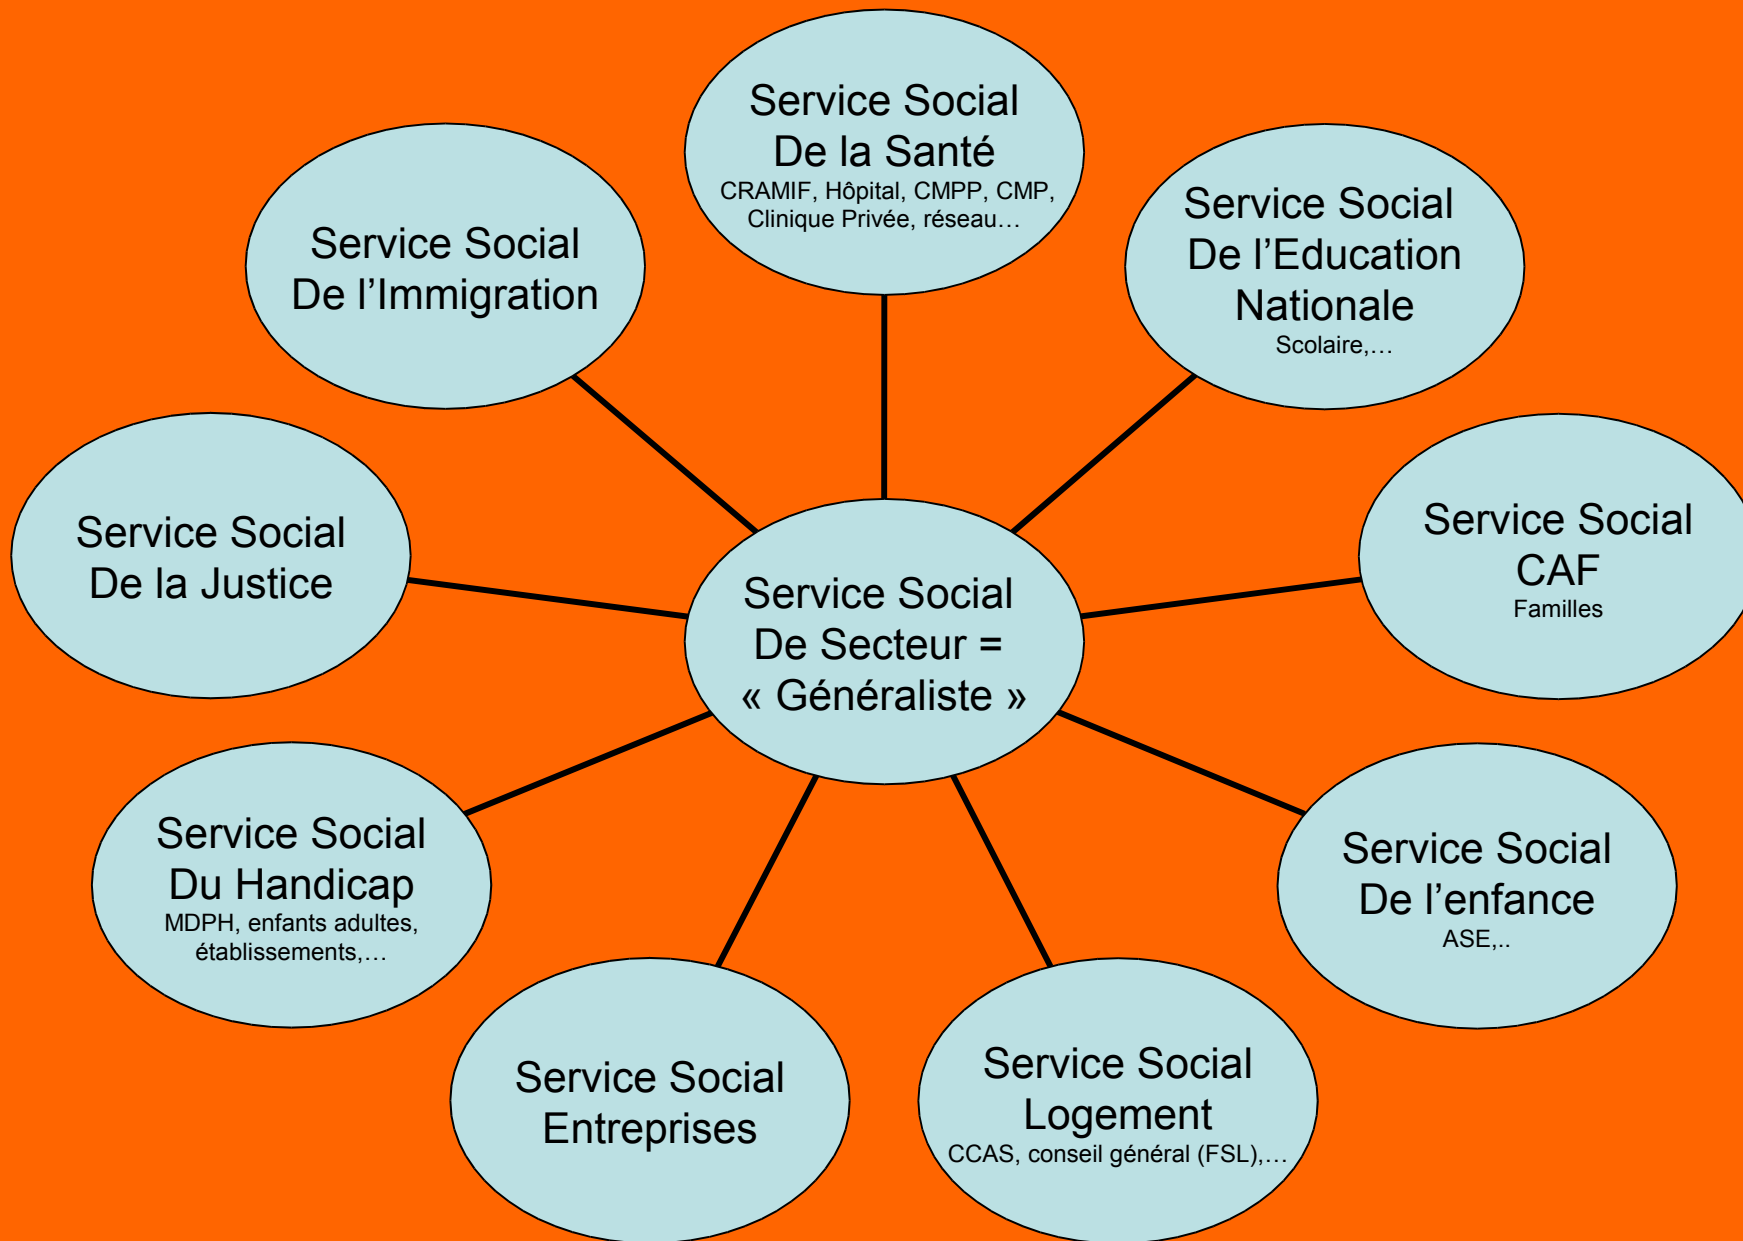 Service Social
De la Santé
CRAMIF, Hôpital, CMPP, CMP,
Clinique Privée, réseau…
Service Social
De l’Education
Nationale
Scolaire,…
Service Social
De l’Immigration
Service Social
CAF
Familles
Service Social
De la Justice
Service Social
De Secteur =
« Généraliste »
Service Social
De l’enfance
ASE,..
Service Social
Du Handicap
MDPH, enfants adultes,
établissements,…
Service Social
Logement
CCAS, conseil général (FSL),…
Service Social
Entreprises